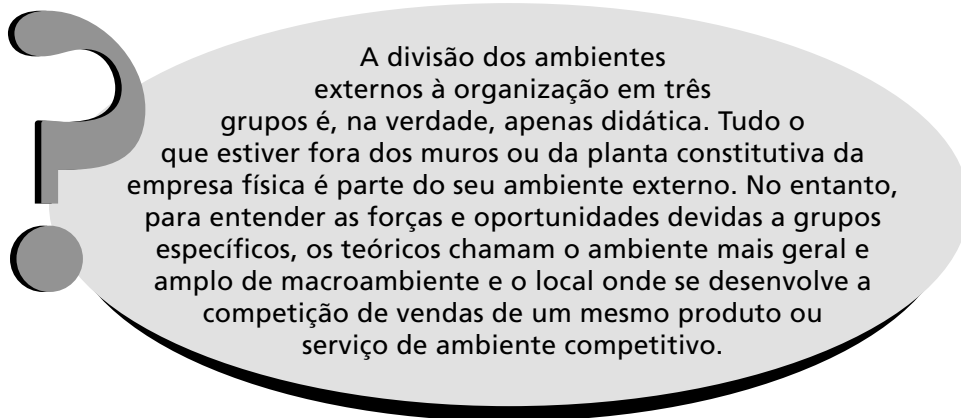 A divisão dos ambientes
externos à organização em três
grupos é, na verdade, apenas didática. Tudo o
que estiver fora dos muros ou da planta constitutiva da
empresa física é parte do seu ambiente externo. No entanto,
para entender as forças e oportunidades devidas a grupos
específicos, os teóricos chamam o ambiente mais geral e
amplo de macroambiente e o local onde se desenvolve a
competição de vendas de um mesmo produto ou
serviço de ambiente competitivo.